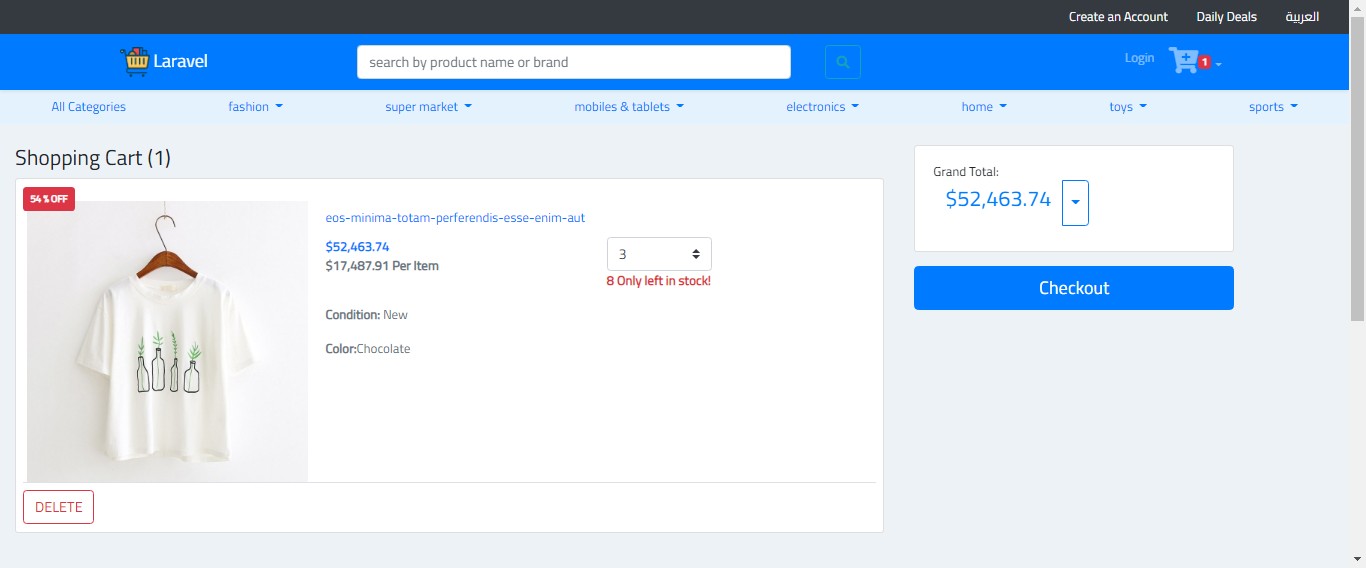 Create an Account
Daily Deals
العربية
Laravel
search by product name or brand
Login
1
All Categories
fashion
super market
mobiles & tablets
electronics
home
toys
sports
Shopping Cart (1)
54 % OFF
eos-minima-totam-perferendis-esse-enim-aut
$52,463.74
$17,487.91 Per Item
3
8 Only left in stock!
Condition: New
Color:Chocolate
DELETE
Grand Total:
$52,463.74
Checkout